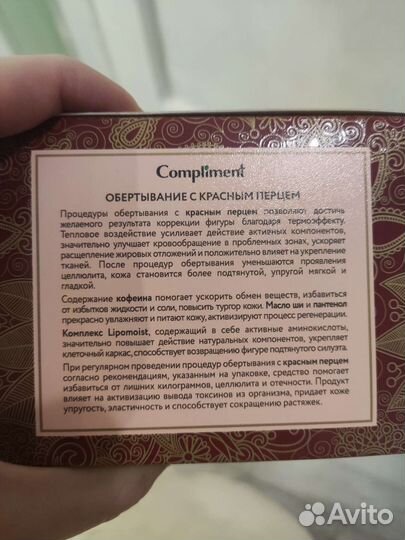 Compliment
ОБЕРТЫВАНИЕ С КРАСНЫМ ПЕРЦЕМ
Процедуры обертывания с красным перцем позволяют достичь
желаемого результата коррекции фигуры благодаря термоэффекту.
Тепловое воздействие усиливает действие активных компонентов,
значительно улучшает кровообращение в проблемных зонах, ускоряет
расщепление жировых отложений и положительно влияет на укрепление
тканей. После процедур обертывания уменьшаются проявления
целлюлита, кожа становится более подтянутой, упругой мягкой и
гладкой.
Содержание кофеина помогает ускорить обмен веществ, избавиться
от избытков жидкости и соли, повысить тургор кожи. Масло ши и пантенол
прекрасно увлажняют и питают кожу, активизируют процесс регенерации.
Комплекс Lipomoist, содержащий в себе активные аминокислоты,
значительно повышает действие натуральных компонентов, укрепляет
клеточный каркас, способствует возвращению фигуре подтянутого силуэта.
При регулярном проведении процедур обертывания с красным перцем
согласно рекомендациям, указанным на упаковке, средство помогает
избавиться от лишних килограммов, целлюлита и отечности. Продукт
влияет на активизацию вывода токсинов из организма, придает коже
упругость, эластичность и способствует сокращению растяжек.
Avito